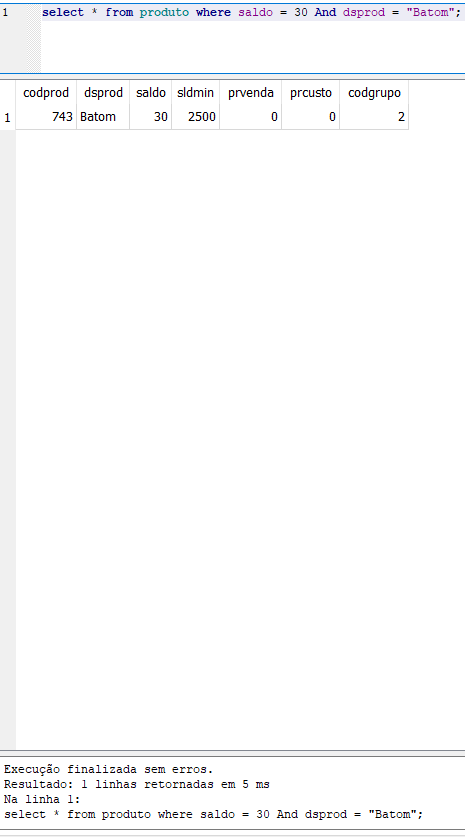 1 select * from produto where saldo = 30 And dsprod = "Batom";
codprod dsprod saldo sldmin prvenda prcusto codgrupo
1 743 Batom 30 2500 0 0 2
Execução finalizada sem erros.
Resultado: 1 linhas retornadas em 5 ms
Na linha 1:
select * from produto where saldo = 30 And dsprod = "Batom";